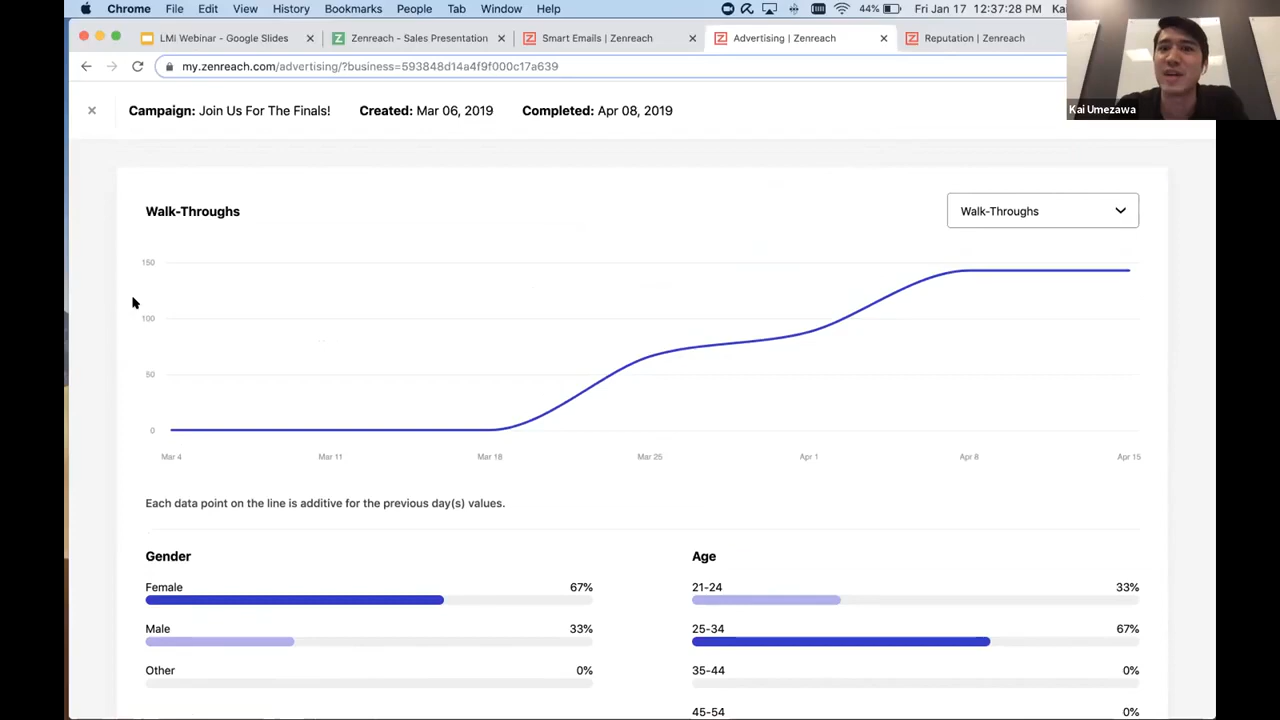 Chrome File Edit View History Bookmarks People Tab Window Help 44% Fri Jan 17 12:37:28 PM Kai
LMI Webinar - Google Slides Zenreach - Sales Presentation Smart Emails | Zenreach Advertising | Zenreach Reputation | Zenreach
my.zenreach.com/advertising/?business=593848d14a4f9f000c17a639
Kai Umezawa
Campaign: Join Us For The Finals! Created: Mar 06, 2019 Completed: Apr 08, 2019
Walk-Throughs
Walk-Throughs
150
100
50
0
Mar 4 Mar 11 Mar 18 Mar 25 Apr 1 Apr 8 Apr 15
Each data point on the line is additive for the previous day(s) values.
Gender Age
Female 67% 21-24 33%
Male 33% 25-34 67%
Other 0% 35-44 0%
45-54 0%